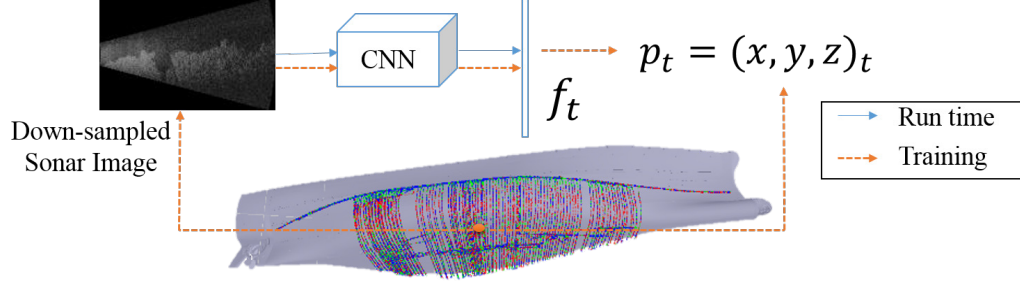 CNN
p_t = (x, y, z)_t
f_t
Down-sampled
Sonar Image
Run time
Training